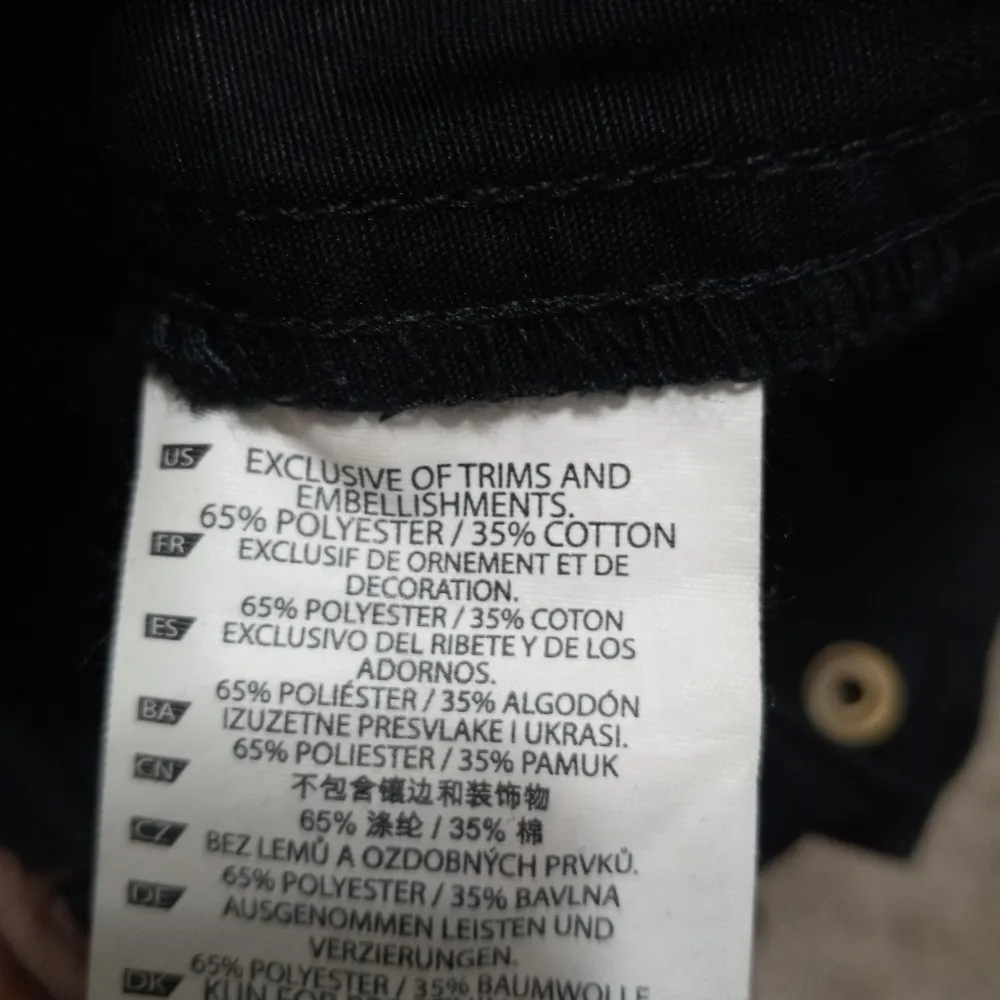 US EXCLUSIVE OF TRIMS AND
EMBELLISHMENTS.
65% POLYESTER / 35% COTTON
FR EXCLUSIF DE ORNEMENT ET DE
DECORATION.
65% POLYESTER / 35% COTON
ES EXCLUSIVO DEL RIBETE Y DE LOS
ADORNOS.
65% POLIÉSTER / 35% ALGODÓN
BA IZUZETNE PRESVLAKE I UKRASI.
65% POLIESTER / 35% PAMUK
CN 不包含镶边和装饰物
65% 涤纶 / 35% 棉
CZ BEZ LEMŮ A OZDOBNÝCH PRVKŮ.
65% POLYESTER / 35% BAVLNA
DE AUSGENOMMEN LEISTEN UND
VERZIERUNGEN.
65% POLYESTER / 35% BAUMWOLLE
DK KUN FOR